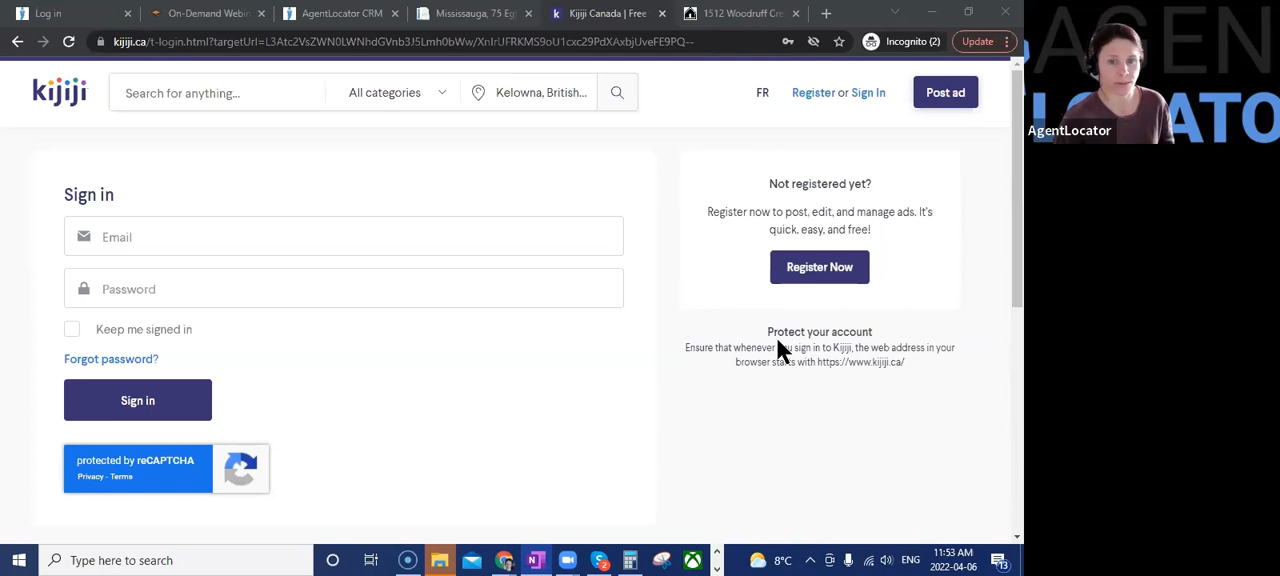 Log in
On-Demand Webin
AgentLocator CRM
Mississauga, 75 Eg
Kijiji Canada | Free
1512 Woodruff Cre
kijiji.ca/t-login.html?targetUrl=
Incognito (2)
Update
kijiji
Search for anything...
All categories
Kelowna, British...
FR
Register or Sign In
Post ad
AgentLocator
Sign in
Email
Password
Keep me signed in
Forgot password?
Sign in
protected by reCAPTCHA
Privacy - Terms
Not registered yet?
Register now to post, edit, and manage ads. It's
quick, easy, and free!
Register Now
Protect your account
Ensure that whenever you sign in to Kijiji, the web address in your
browser starts with https://www.kijiji.ca/
Type here to search
8°C
ENG
11:53 AM
2022-04-06
13